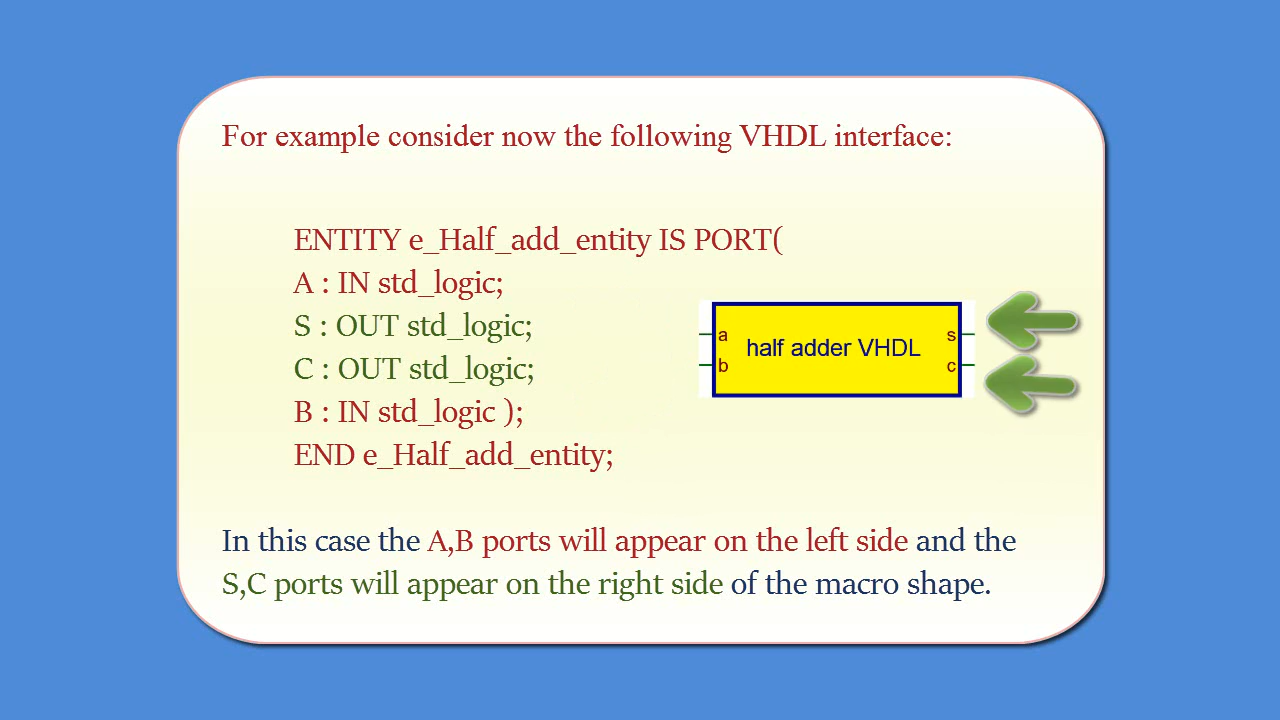 For example consider now the following VHDL interface:
ENTITY e_Half_add_entity IS PORT(
A : IN std_logic;
S : OUT std_logic;
C : OUT std_logic;
B : IN std_logic );
END e_Half_add_entity;
a
b
half adder VHDL
s
c
In this case the A,B ports will appear on the left side and the
S,C ports will appear on the right side of the macro shape.